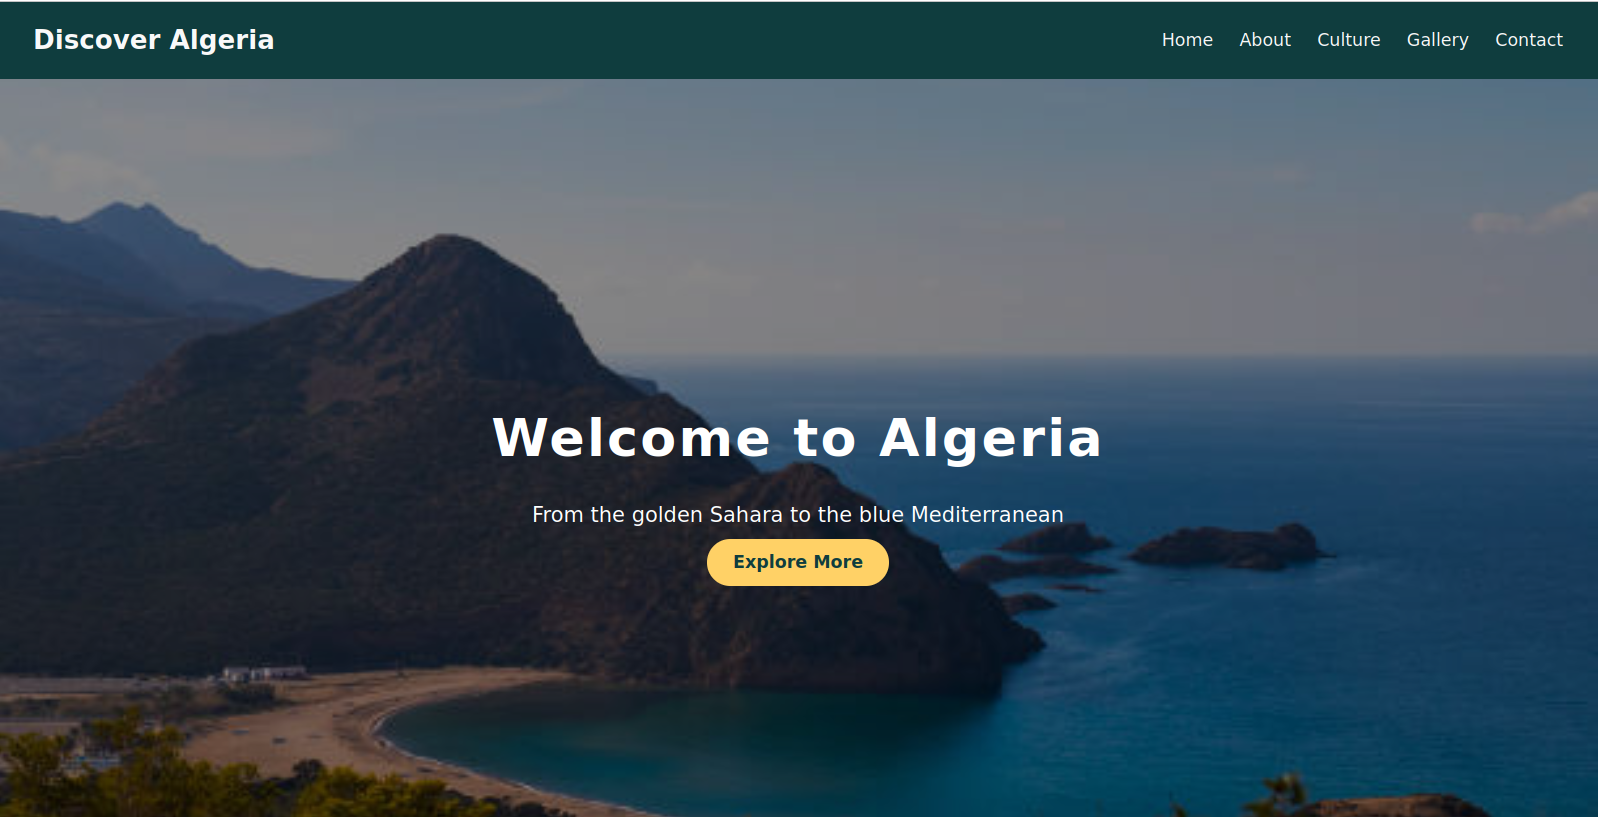 Discover Algeria
Home About Culture Gallery Contact
Welcome to Algeria
From the golden Sahara to the blue Mediterranean
Explore More